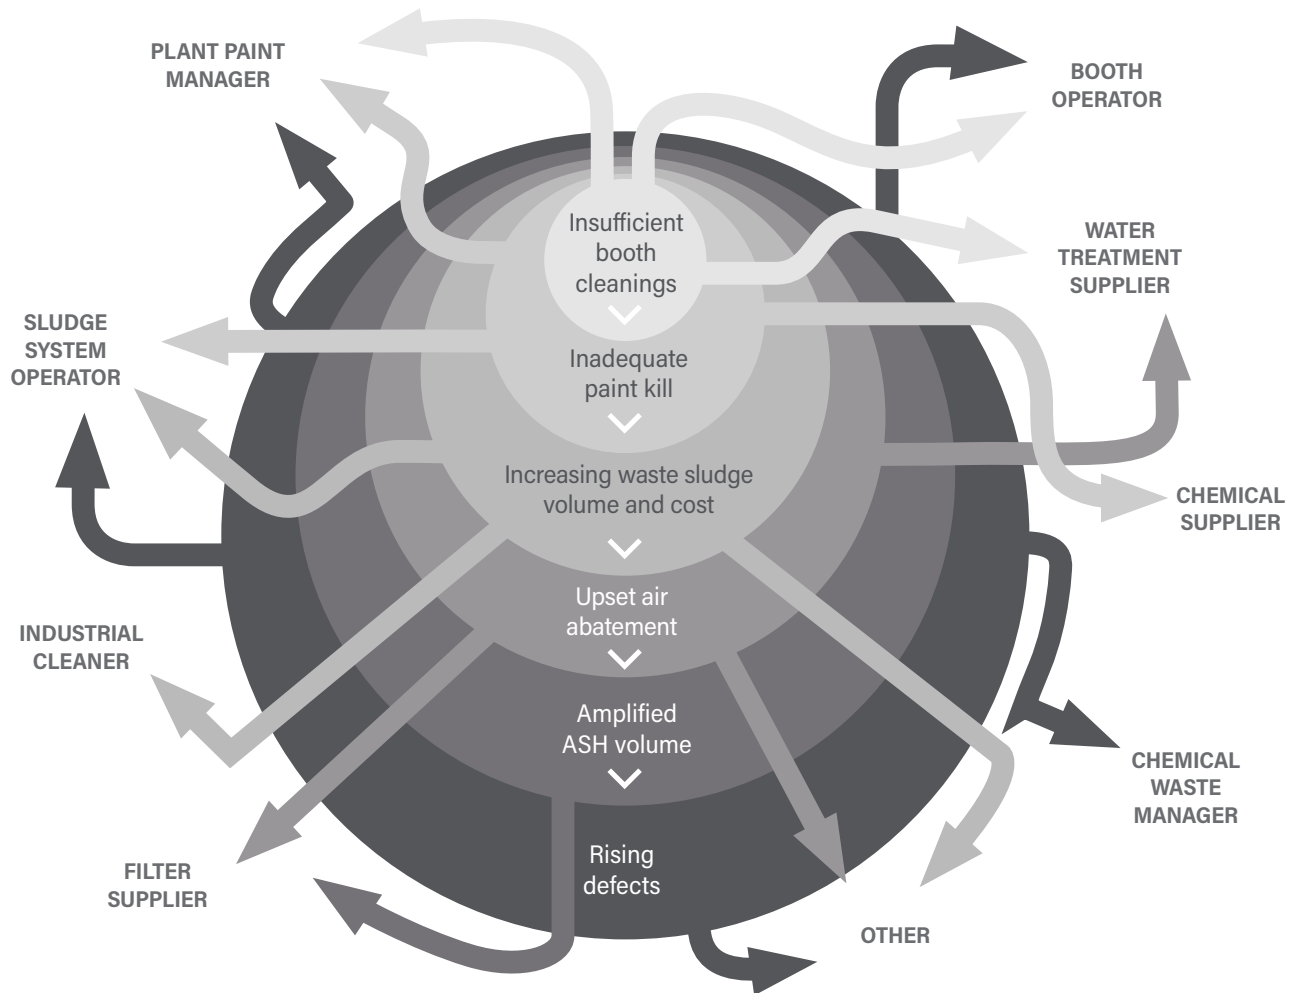 PLANT PAINT
MANAGER
BOOTH
OPERATOR
Insufficient
booth
cleanings
WATER
TREATMENT
SUPPLIER
SLUDGE
SYSTEM
OPERATOR
Inadequate
paint kill
Increasing waste sludge
volume and cost
CHEMICAL
SUPPLIER
Upset air
abatement
INDUSTRIAL
CLEANER
Amplified
ASH volume
CHEMICAL
WASTE
MANAGER
Rising
defects
FILTER
SUPPLIER
OTHER